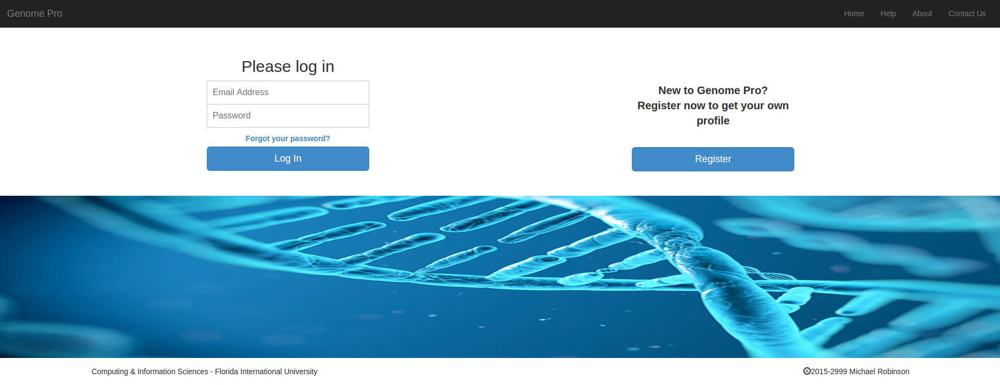 Genome Pro
Home Help About Contact Us
Please log in
Email Address
Password
Forgot your password?
Log In
New to Genome Pro?
Register now to get your own
profile
Register
Computing & Information Sciences - Florida International University
©2015-2999 Michael Robinson